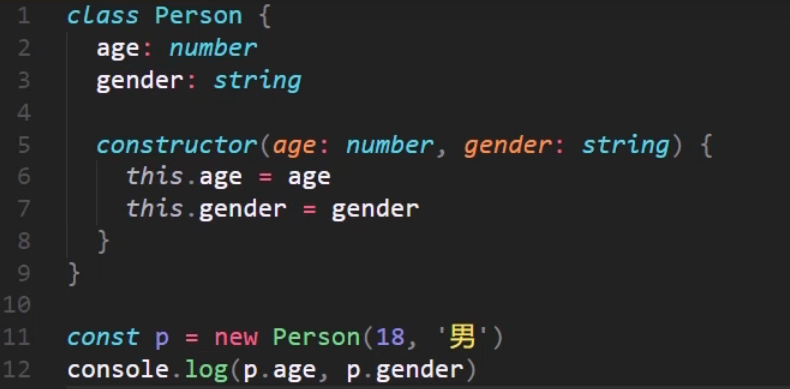 1 class Person {
2   age: number
3   gender: string
4
5   constructor(age: number, gender: string) {
6     this.age = age
7     this.gender = gender
8   }
9 }
10
11 const p = new Person(18, '男')
12 console.log(p.age, p.gender)